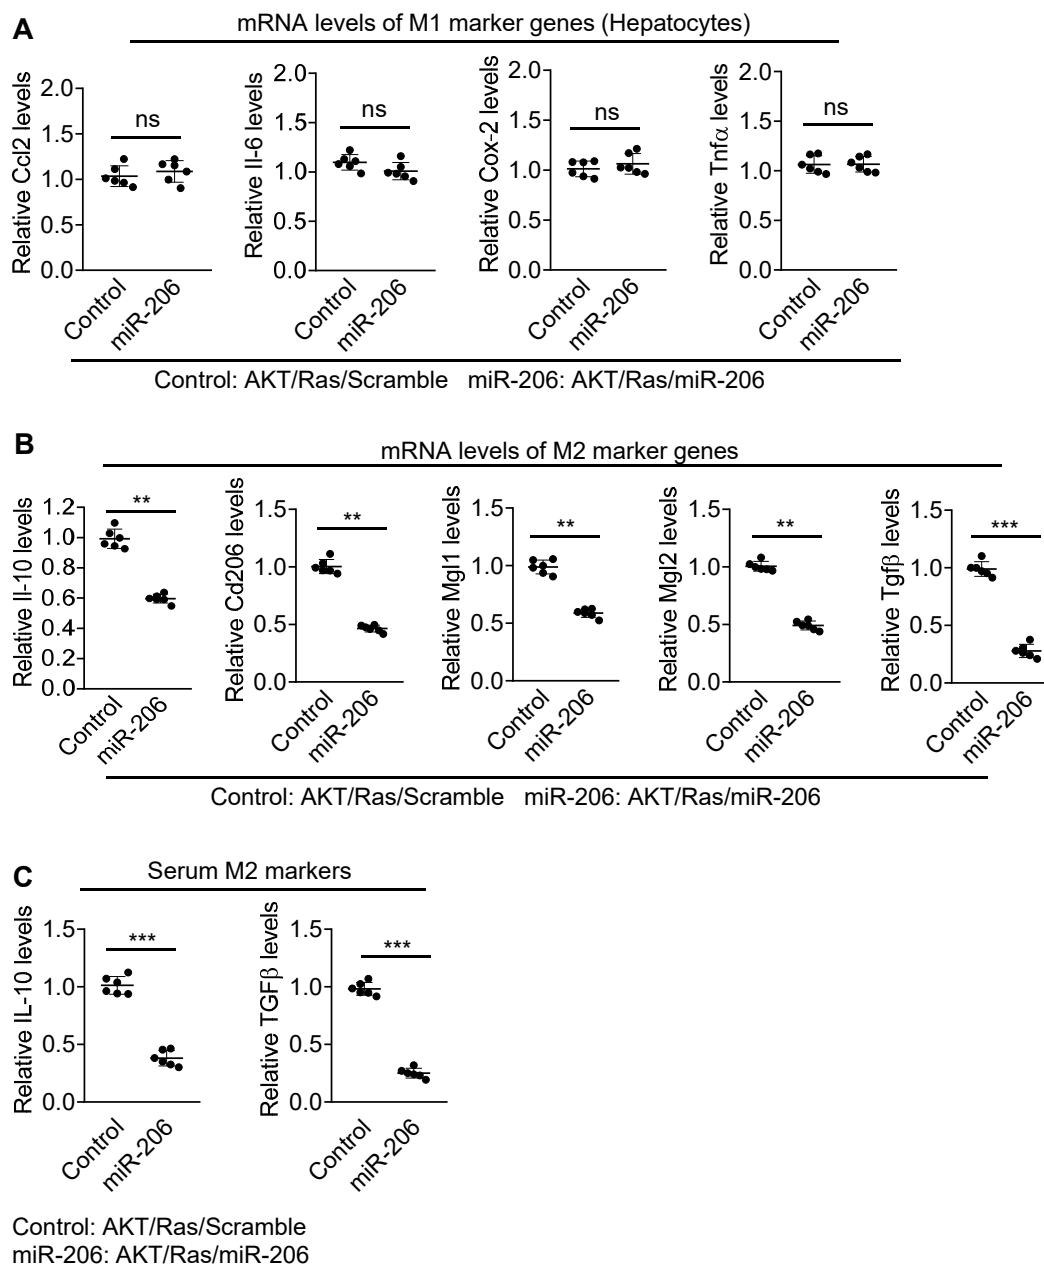 A
mRNA levels of M1 marker genes (Hepatocytes)
Relative Ccl2 levels
2.0
1.5
1.0
0.5
0.0
ns
Control
miR-206
Relative Il-6 levels
2.0
1.5
1.0
0.5
0.0
ns
Control
miR-206
Relative Cox-2 levels
2.0
1.5
1.0
0.5
0.0
ns
Control
miR-206
Relative Tnfα levels
2.0
1.5
1.0
0.5
0.0
ns
Control
miR-206
Control: AKT/Ras/Scramble miR-206: AKT/Ras/miR-206
B
mRNA levels of M2 marker genes
Relative Il-10 levels
1.2
1.0
0.8
0.6
0.4
0.2
0.0
**
Control
miR-206
Relative Cd206 levels
1.5
1.0
0.5
0.0
**
Control
miR-206
Relative Mgl1 levels
1.5
1.0
0.5
0.0
**
Control
miR-206
Relative Mgl2 levels
1.5
1.0
0.5
0.0
**
Control
miR-206
Relative Tgfβ levels
1.5
1.0
0.5
0.0
***
Control
miR-206
Control: AKT/Ras/Scramble miR-206: AKT/Ras/miR-206
C
Serum M2 markers
Relative IL-10 levels
1.5
1.0
0.5
0.0
***
Control
miR-206
Relative TGFβ levels
1.5
1.0
0.5
0.0
***
Control
miR-206
Control: AKT/Ras/Scramble
miR-206: AKT/Ras/miR-206